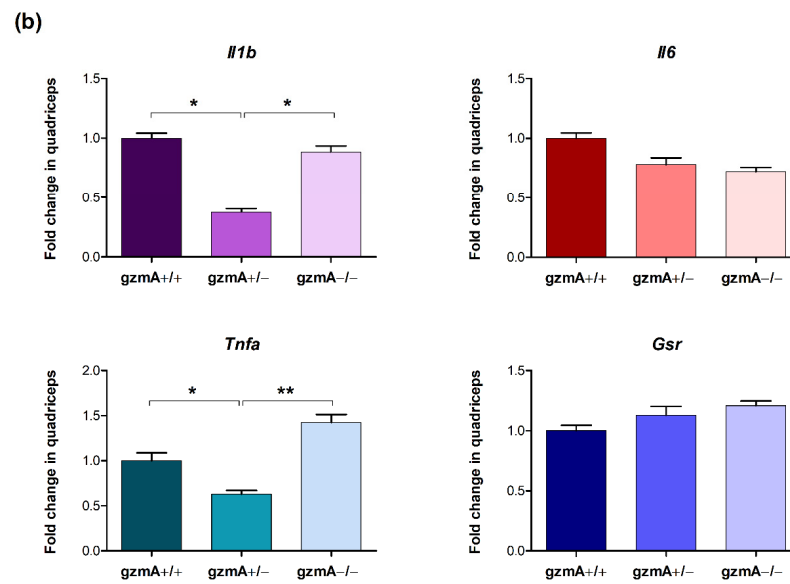 (b)
Il1b
Fold change in quadriceps
1.5
1.0
0.5
0.0
* *
gzmA+/+ gzmA+/− gzmA−/−
Il6
Fold change in quadriceps
1.5
1.0
0.5
0.0
gzmA+/+ gzmA+/− gzmA−/−
Tnfa
Fold change in quadriceps
2.0
1.5
1.0
0.5
0.0
* **
gzmA+/+ gzmA+/− gzmA−/−
Gsr
Fold change in quadriceps
1.5
1.0
0.5
0.0
gzmA+/+ gzmA+/− gzmA−/−